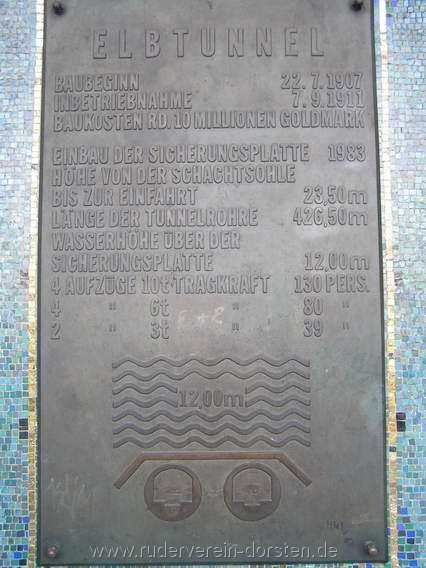 ELBTUNNEL
BAUBEGINN 22.7.1907
INBETRIEBNAHME 7.9.1911
BAUKOSTEN RD. 10 MILLIONEN GOLDMARK
EINBAU DER SICHERUNGSPLATTE 1983
HÖHE VON DER SCHACHTSOHLE
BIS ZUR EINFAHRT 23,50m
LÄNGE DER TUNNELROHRE 426,50m
WASSERHÖHE ÜBER DER
SICHERUNGSPLATTE 12,00m
4 AUFZÜGE 10t TRAGKRAFT 130 PERS.
4 " 6t " 80 "
2 " 3t " 39 "
12,00m
www.ruderverein-dorsten.de